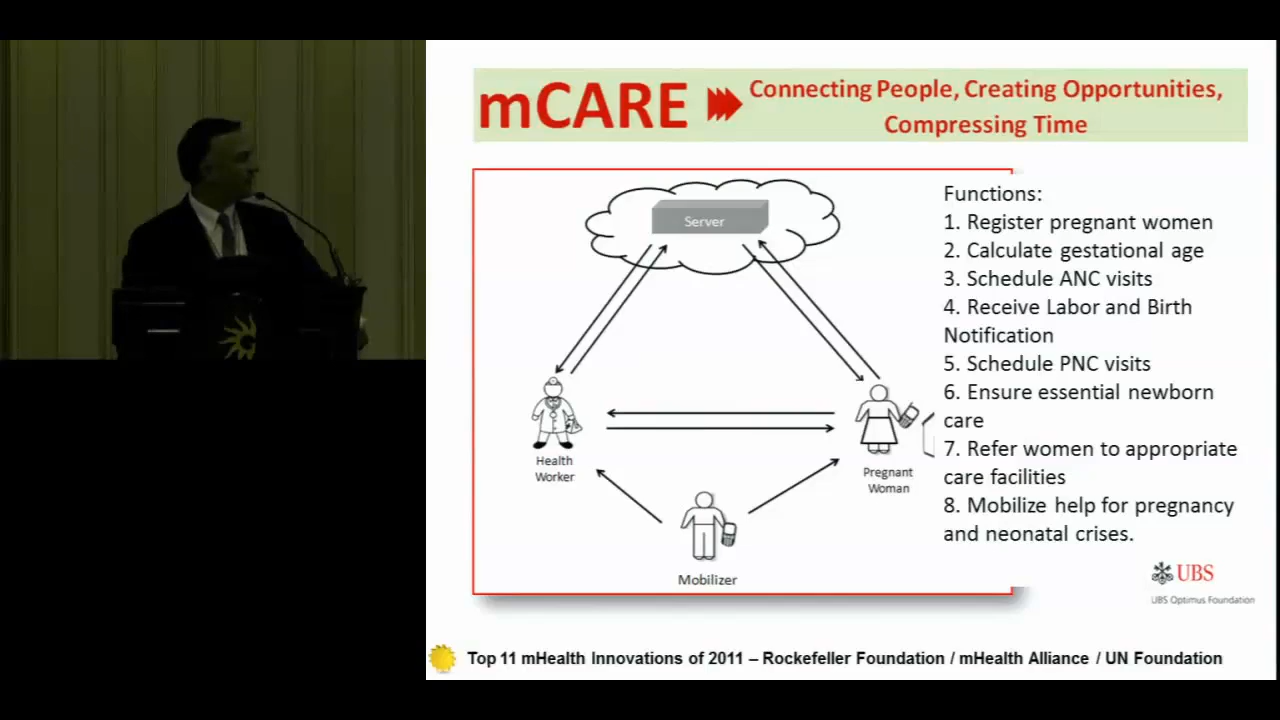 mCARE
Connecting People, Creating Opportunities,
Compressing Time
Server
Health
Worker
Pregnant
Woman
Mobilizer
Functions:
1. Register pregnant women
2. Calculate gestational age
3. Schedule ANC visits
4. Receive Labor and Birth
Notification
5. Schedule PNC visits
6. Ensure essential newborn
care
7. Refer women to appropriate
care facilities
8. Mobilize help for pregnancy
and neonatal crises.
UBS
UBS Optimus Foundation
Top 11 mHealth Innovations of 2011 – Rockefeller Foundation / mHealth Alliance / UN Foundation